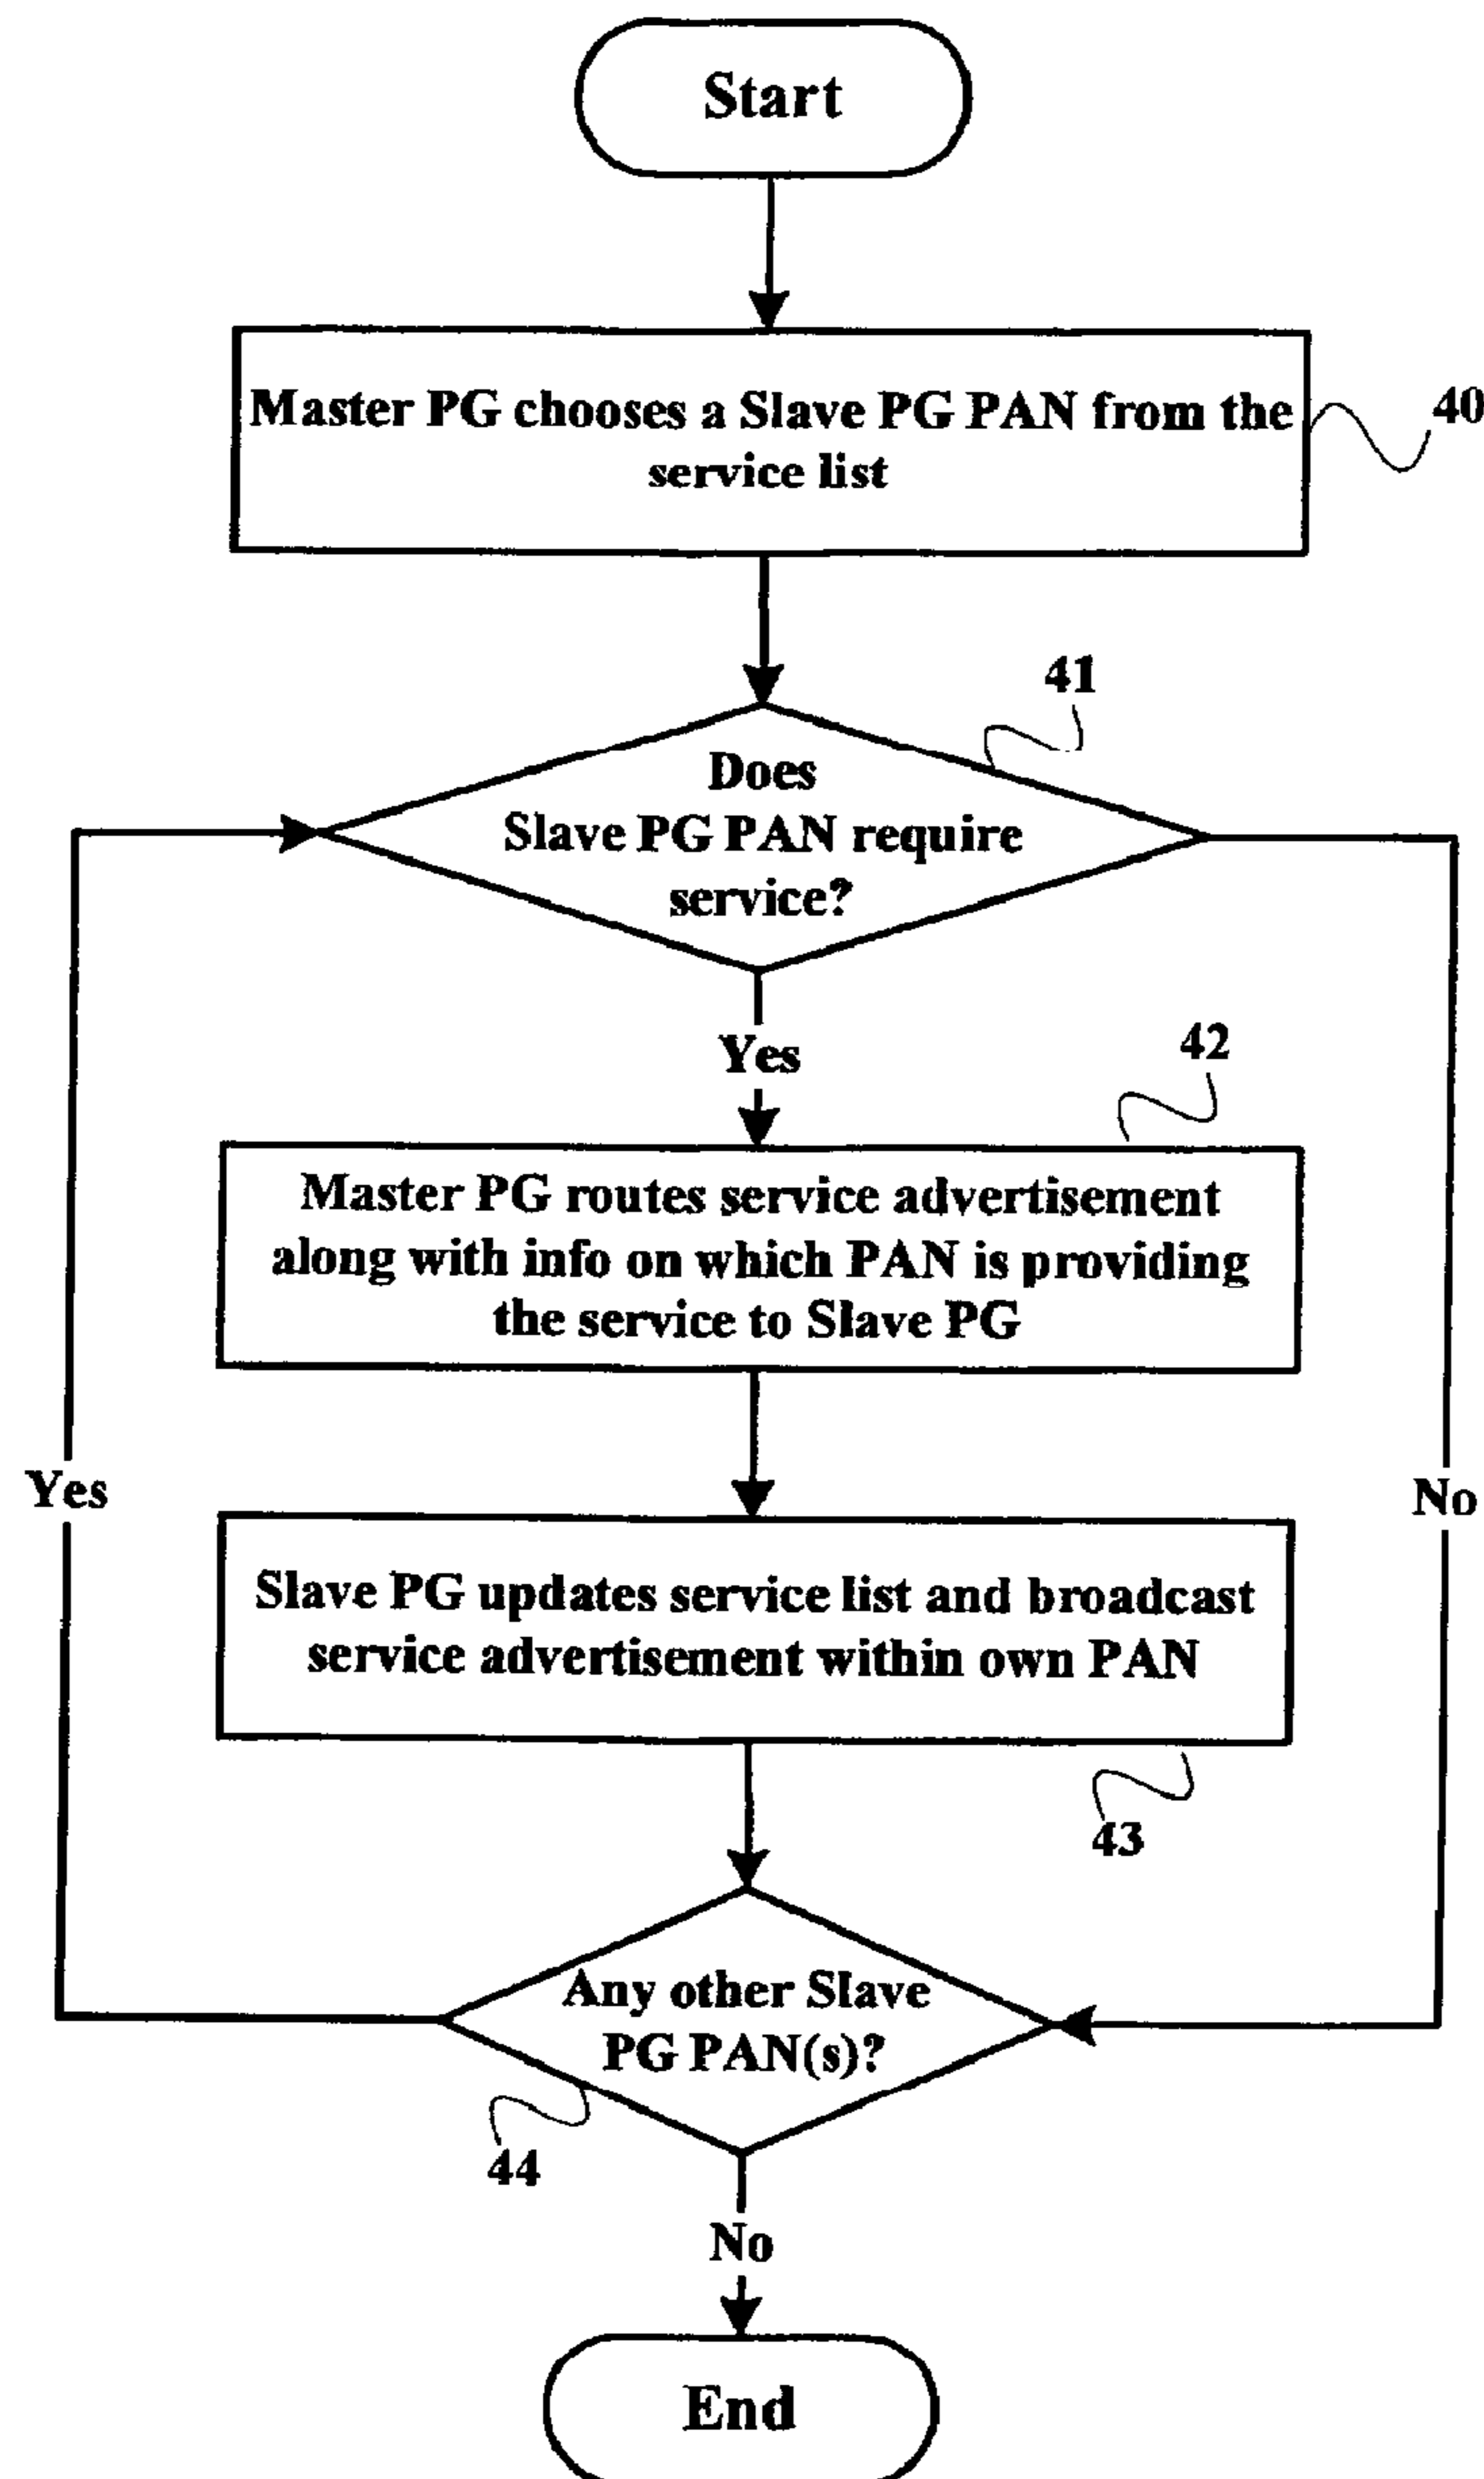 Start
Master PG chooses a Slave PG PAN from the
service list
40
41
Does
Slave PG PAN require
service?
Yes
42
Master PG routes service advertisement
along with info on which PAN is providing
the service to Slave PG
Yes
No
Slave PG updates service list and broadcast
service advertisement within own PAN
43
Any other Slave
PG PAN(s)?
44
No
End